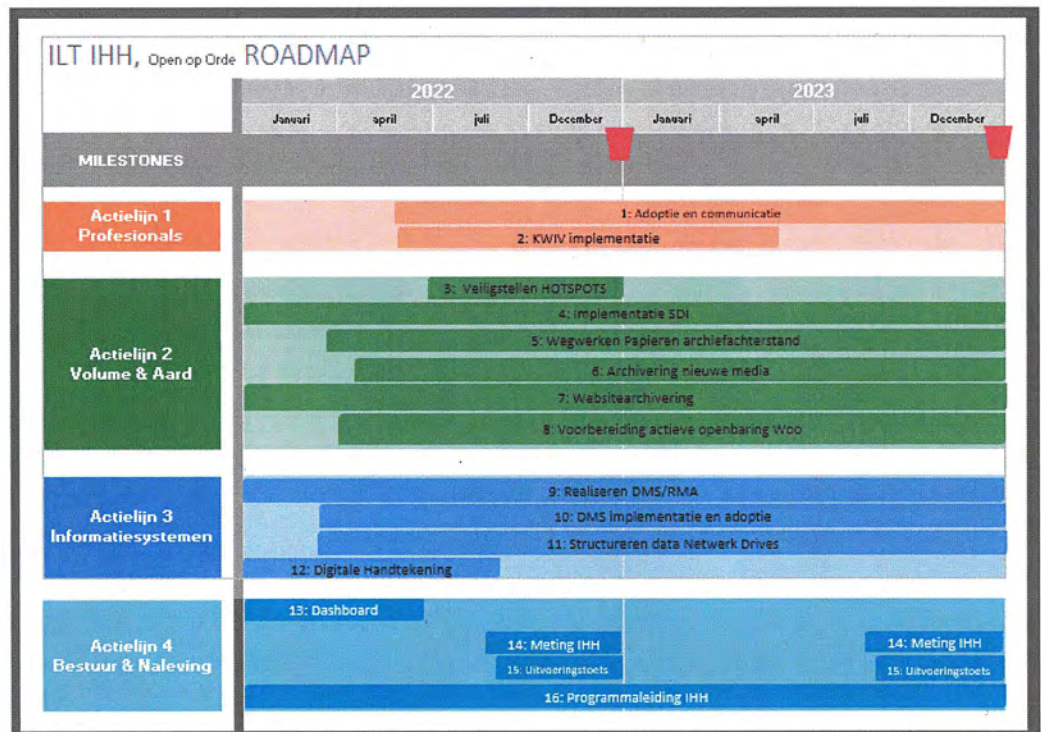 ILT IHH, Open op Orde ROADMAP
2022 2023
Januari april juli December Januari april juli December
MILESTONES
Actielijn 1
Profesionals
1: Adoptie en communicatie
2: KWIV implementatie
Actielijn 2
Volume & Aard
3: Veiligstellen HOTSPOTS
4: Implementatie SDI
5: Wegwerken Papieren archiefachterstand
6: Archivering nieuwe media
7: Websitearchivering
8: Voorbereiding actieve openbaring Woo
Actielijn 3
Informatiesystemen
9: Realiseren DMS/RMA
10: DMS implementatie en adoptie
11: Structureren data Netwerk Drives
12: Digitale Handtekening
Actielijn 4
Bestuur & Naleving
13: Dashboard
14: Meting IHH 14: Meting IHH
15: Uitvoeringstoets 15: Uitvoeringstoets
16: Programmaleiding IHH